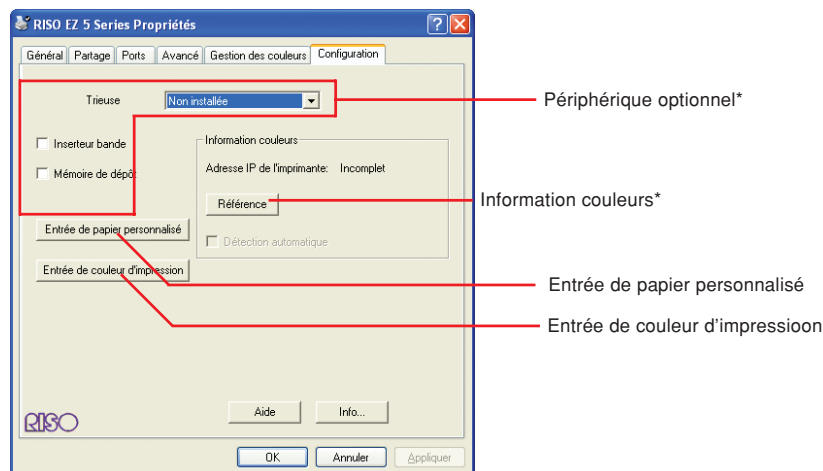 RISO EZ 5 Series Propriétés
Général Partage Ports Avancé Gestion des couleurs Configuration
Trieuse Non installée
Périphérique optionnel*
Inserteur bande
Mémoire de dépôt
Information couleurs
Adresse IP de l'imprimante: Incomplet
Référence
Information couleurs*
Détection automatique
Entrée de papier personnalisé
Entrée de couleur d'impression
Entrée de papier personnalisé
Entrée de couleur d'impressioon
RISO
Aide Info...
OK Annuler Appliquer